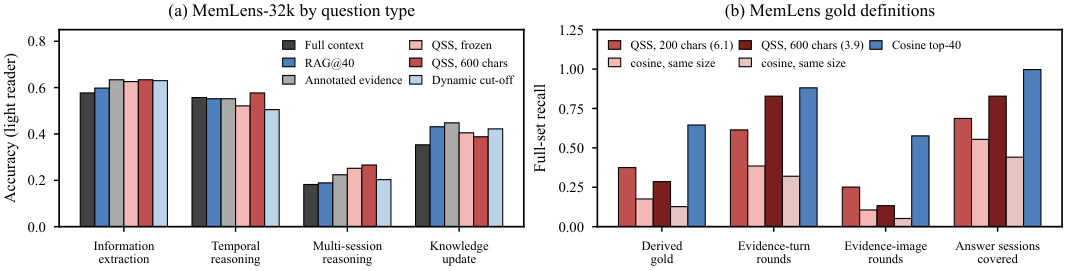 (a) MemLens-32k by question type
Accuracy (light reader)
0.8
0.6
0.4
0.2
0.0
Full context
RAG@40
Annotated evidence
QSS, frozen
QSS, 600 chars
Dynamic cut-off
Information
extraction
Temporal
reasoning
Multi-session
reasoning
Knowledge
update
(b) MemLens gold definitions
Full-set recall
1.25
1.00
0.75
0.50
0.25
0.00
QSS, 200 chars (6.1)
cosine, same size
QSS, 600 chars (3.9)
cosine, same size
Cosine top-40
Derived
gold
Evidence-turn
rounds
Evidence-image
rounds
Answer sessions
covered